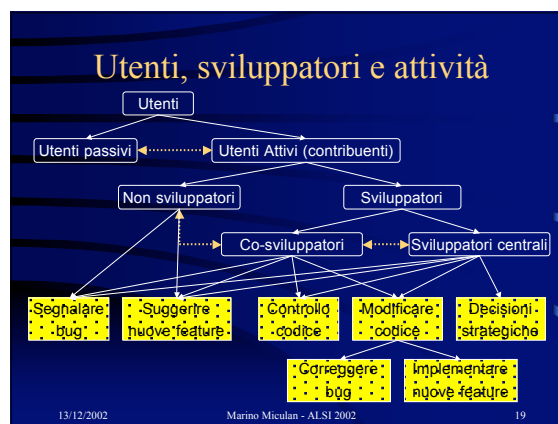 Utenti, sviluppatori e attività
Utenti
Utenti passivi
Utenti Attivi (contribuenti)
Non sviluppatori
Sviluppatori
Co-sviluppatori
Sviluppatori centrali
Segnalare
bug
Suggerire
nuove feature
Controllo
codice
Modificare
codice
Decisioni
strategiche
Correggere
bug
Implementare
nuove feature
13/12/2002
Marino Miculan - ALSI 2002
19